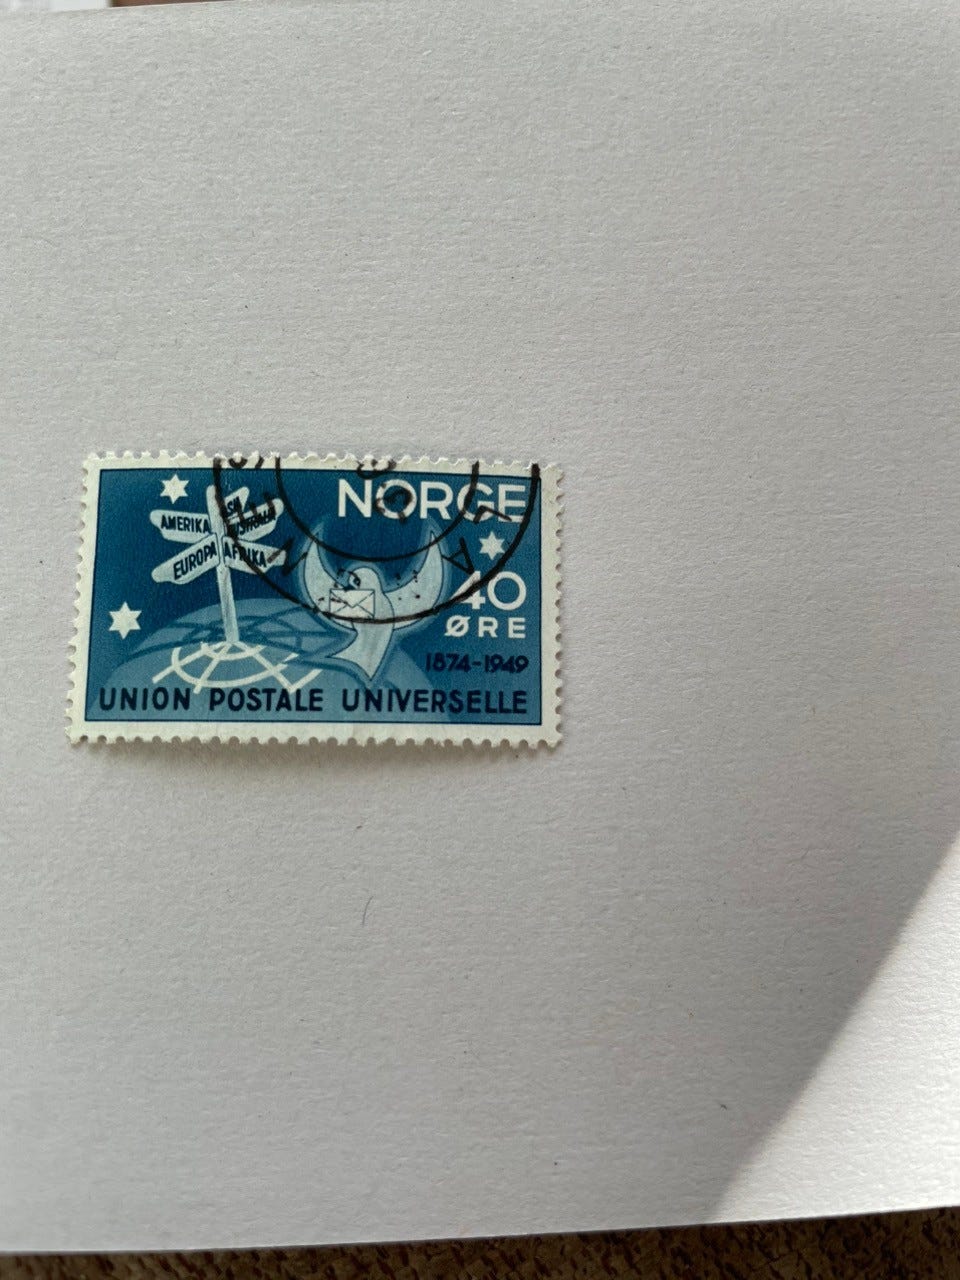 NORGE
AMERIKA
EUROPA AFRIKA
40
ØRE
1874-1949
UNION POSTALE UNIVERSELLE